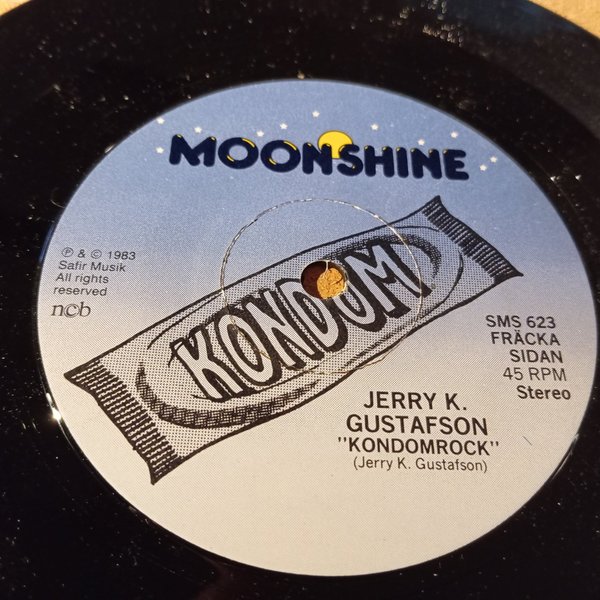 MOONSHINE
KONDOM
℗ & © 1983
Safir Musik
All rights
reserved
ncb
SMS 623
FRÄCKA
SIDAN
45 RPM
Stereo
JERRY K.
GUSTAFSON
"KONDOMROCK"
(Jerry K. Gustafson)